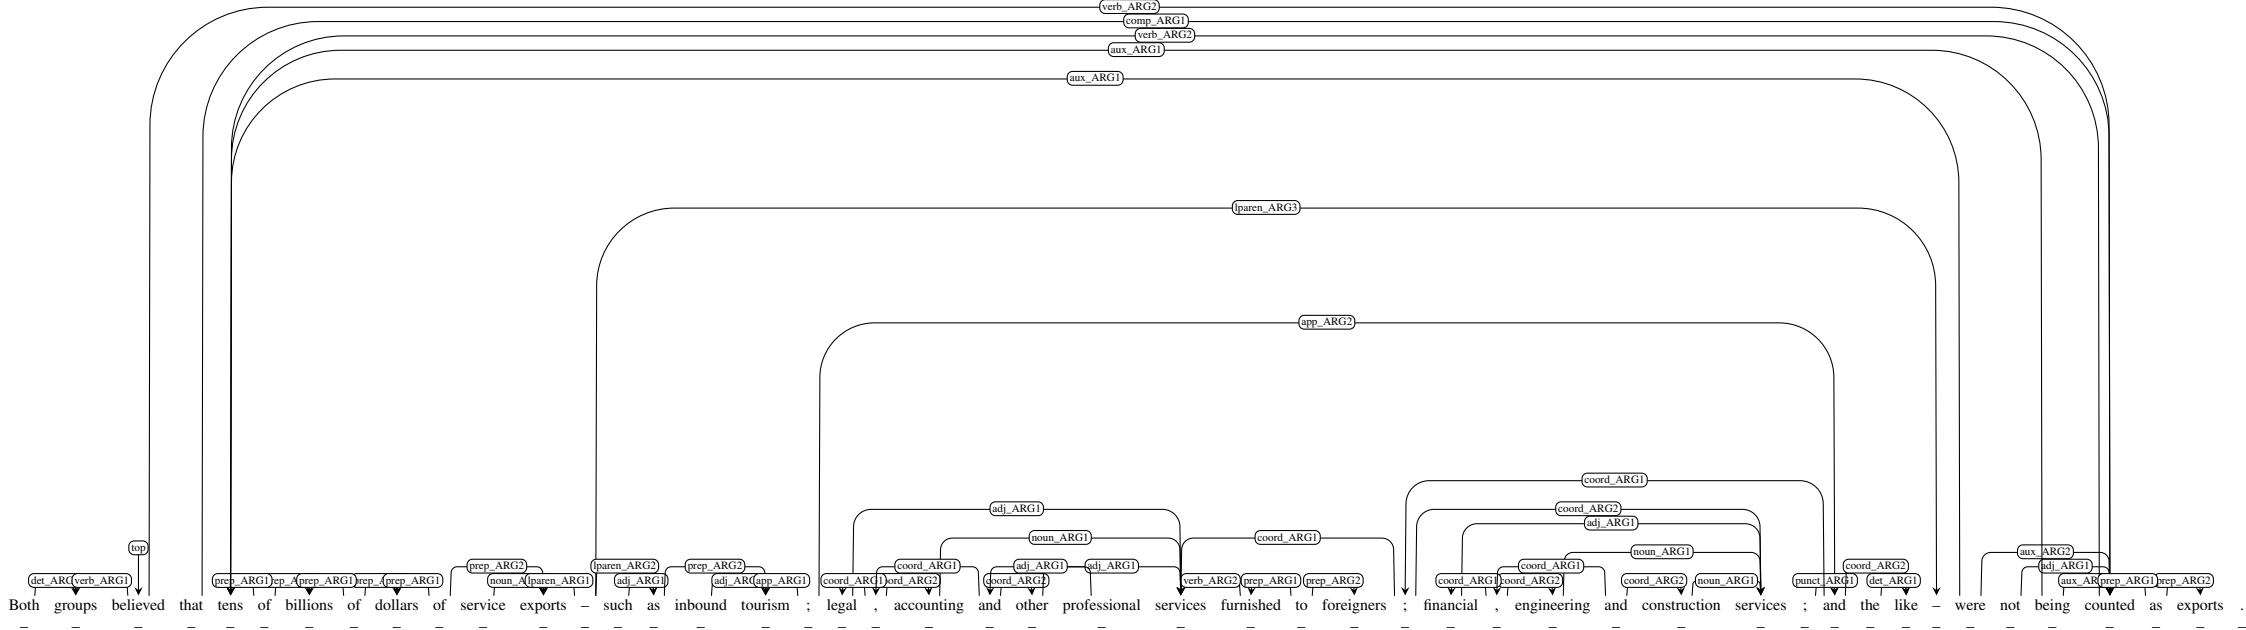 verb_ARG2
comp_ARG1
verb_ARG2
aux_ARG1
aux_ARG1
lparen_ARG3
app_ARG2
coord_ARG1
adj_ARG1 coord_ARG2
adj_ARG1
noun_ARG1 coord_ARG1
top noun_ARG1 aux_ARG2
prep_ARG2 lparen_ARG2 prep_ARG2 coord_ARG1 adj_ARG1 adj_ARG1 coord_ARG1 coord_ARG2 adj_ARG1
verb_ARG1 prep_ARG1 prep_ARG1 prep_ARG1 lparen_ARG1 adj_ARG1 app_ARG1 coord_ARG1 coord_ARG2 verb_ARG2 prep_ARG1 prep_ARG2 coord_ARG1 coord_ARG2 coord_ARG2 noun_ARG1 punct_ARG1 det_ARG1 prep_ARG1 prep_ARG2
Both groups believed that tens of billions of dollars of service exports – such as inbound tourism ; legal , accounting and other professional services furnished to foreigners ; financial , engineering and construction services ; and the like – were not being counted as exports .